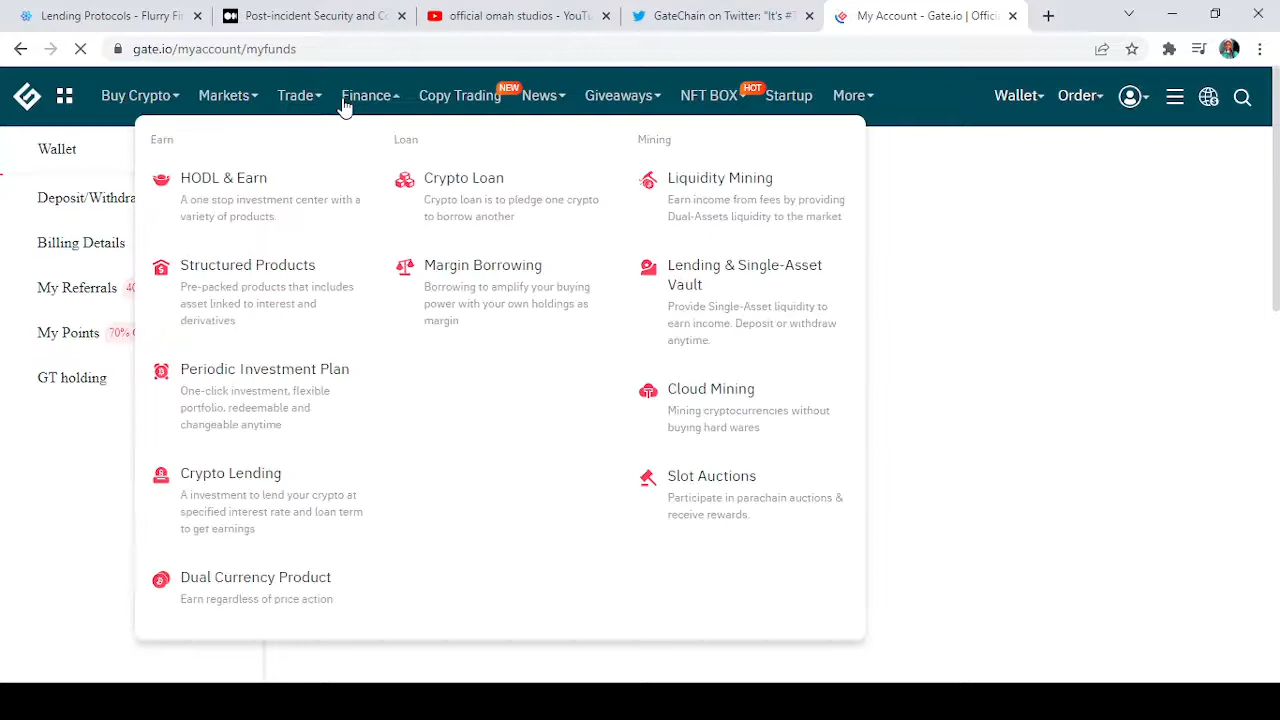 Lending Protocols - Flurry Fi
Post-incident Security and Co
official omah studios - YouTu
GateChain on Twitter: "It's #T
My Account - Gate.io | Offici
gate.io/myaccount/myfunds
Buy Crypto Markets Trade Finance Copy Trading NEW News Giveaways NFT BOX HOT Startup More Wallet Order
Wallet
Deposit/Withdra
Billing Details
My Referrals 40
My Points 70%
GT holding
Earn
HODL & Earn
A one stop investment center with a
variety of products.
Structured Products
Pre-packed products that includes
asset linked to interest and
derivatives
Periodic Investment Plan
One-click investment, flexible
portfolio, redeemable and
changeable anytime
Crypto Lending
A investment to lend your crypto at
specified interest rate and loan term
to get earnings
Dual Currency Product
Earn regardless of price action
Loan
Crypto Loan
Crypto loan is to pledge one crypto
to borrow another
Margin Borrowing
Borrowing to amplify your buying
power with your own holdings as
margin
Mining
Liquidity Mining
Earn income from fees by providing
Dual-Assets liquidity to the market
Lending & Single-Asset
Vault
Provide Single-Asset liquidity to
earn income. Deposit or withdraw
anytime.
Cloud Mining
Mining cryptocurrencies without
buying hard wares
Slot Auctions
Participate in parachain auctions &
receive rewards.